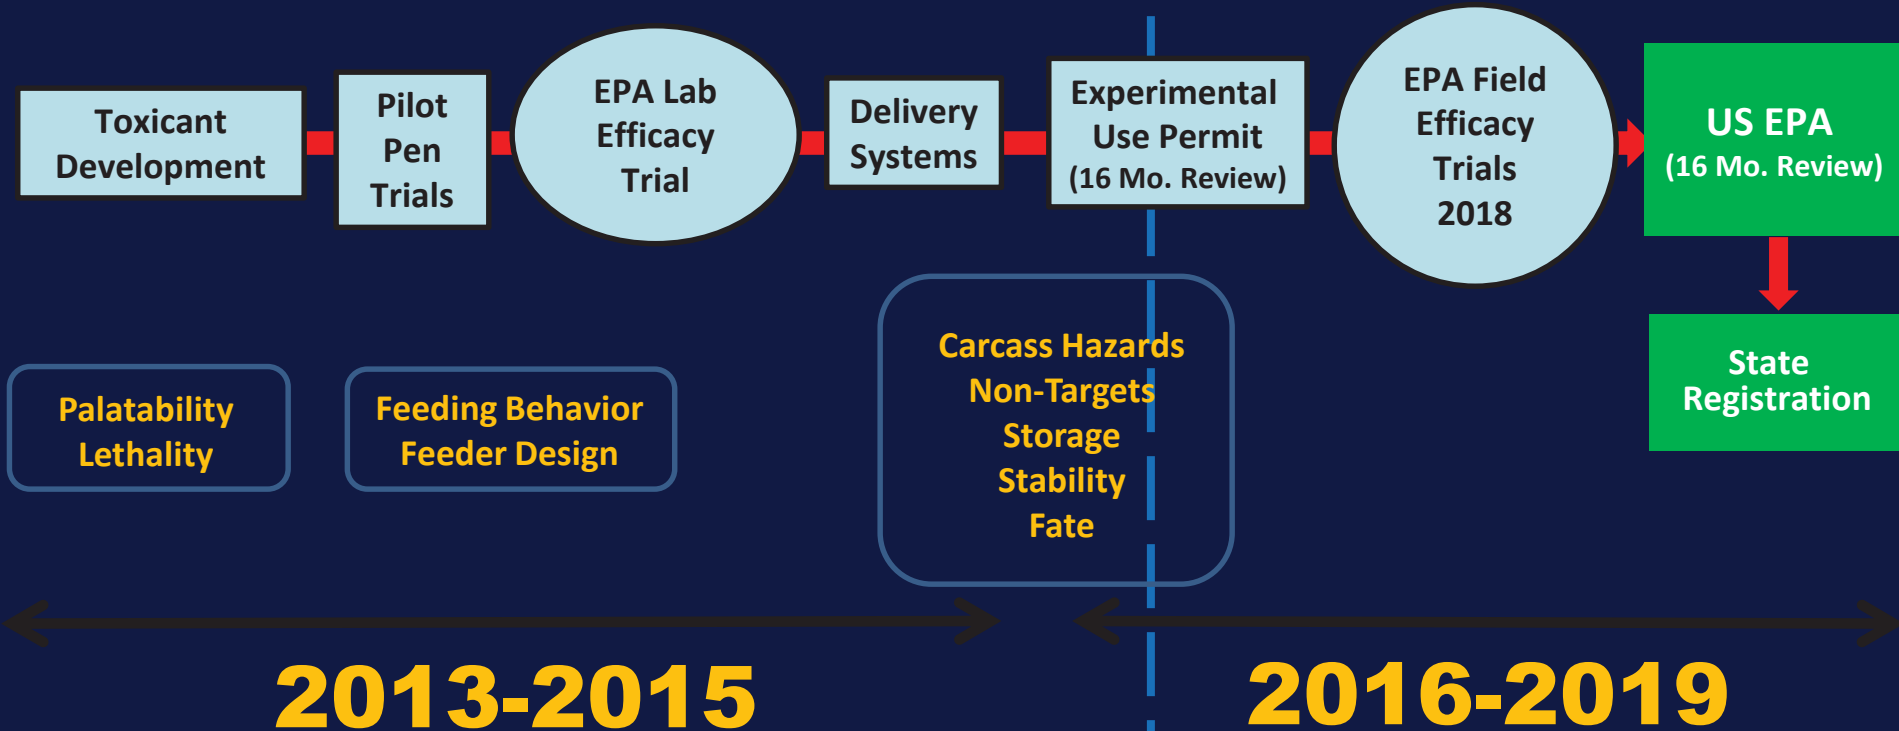 Toxicant
Development
Pilot
Pen
Trials
EPA Lab
Efficacy
Trial
Delivery
Systems
Experimental
Use Permit
(16 Mo. Review)
EPA Field
Efficacy
Trials
2018
US EPA
(16 Mo. Review)
State
Registration
Palatability
Lethality
Feeding Behavior
Feeder Design
Carcass Hazards
Non-Targets
Storage
Stability
Fate
2013-2015
2016-2019